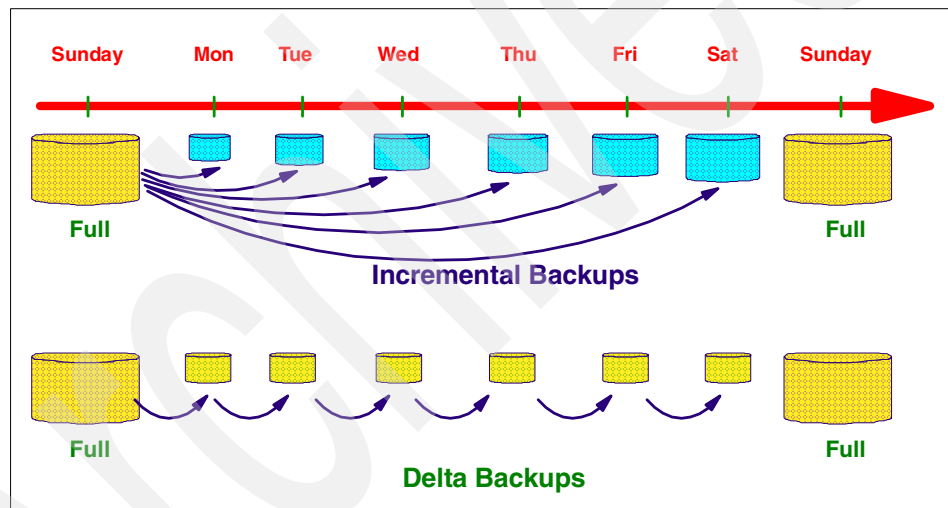 Sunday Mon Tue Wed Thu Fri Sat Sunday
Full Full
Incremental Backups
Full Full
Delta Backups